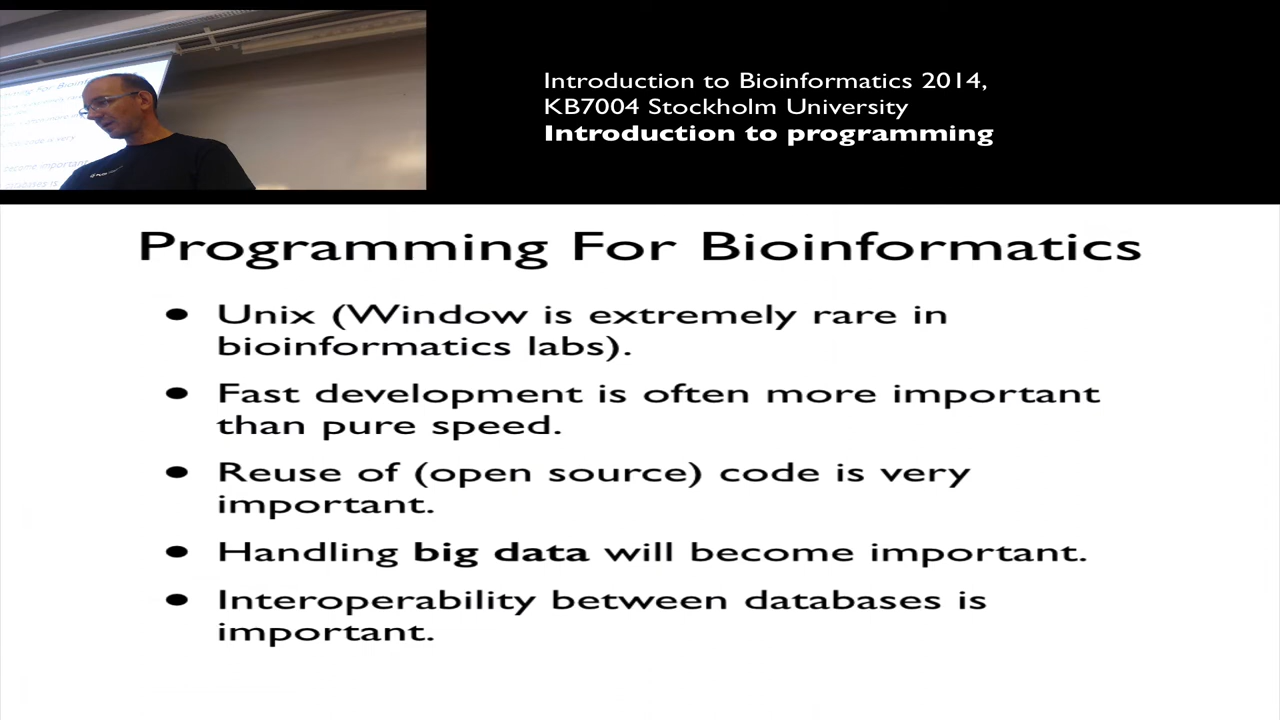 Introduction to Bioinformatics 2014,
KB7004 Stockholm University
Introduction to programming
Programming For Bioinformatics
• Unix (Window is extremely rare in
bioinformatics labs).
• Fast development is often more important
than pure speed.
• Reuse of (open source) code is very
important.
• Handling big data will become important.
• Interoperability between databases is
important.